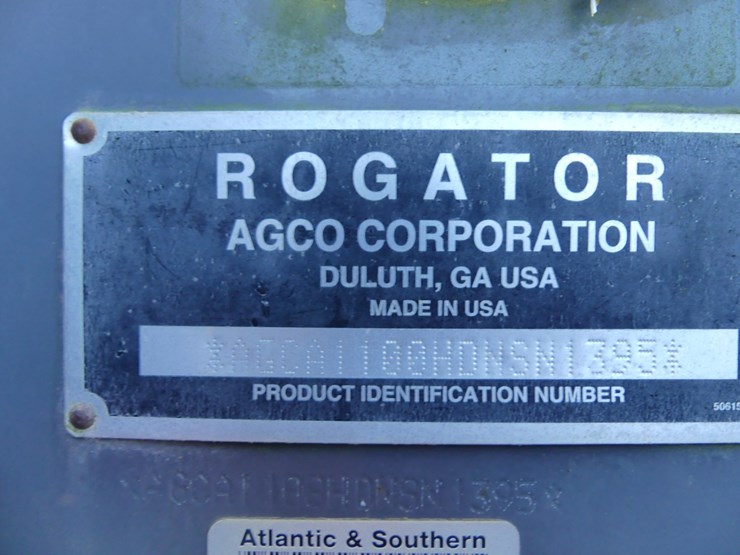 ROGATOR
AGCO CORPORATION
DULUTH, GA USA
MADE IN USA
*AGCA1100HDNSN1395*
PRODUCT IDENTIFICATION NUMBER
Atlantic & Southern